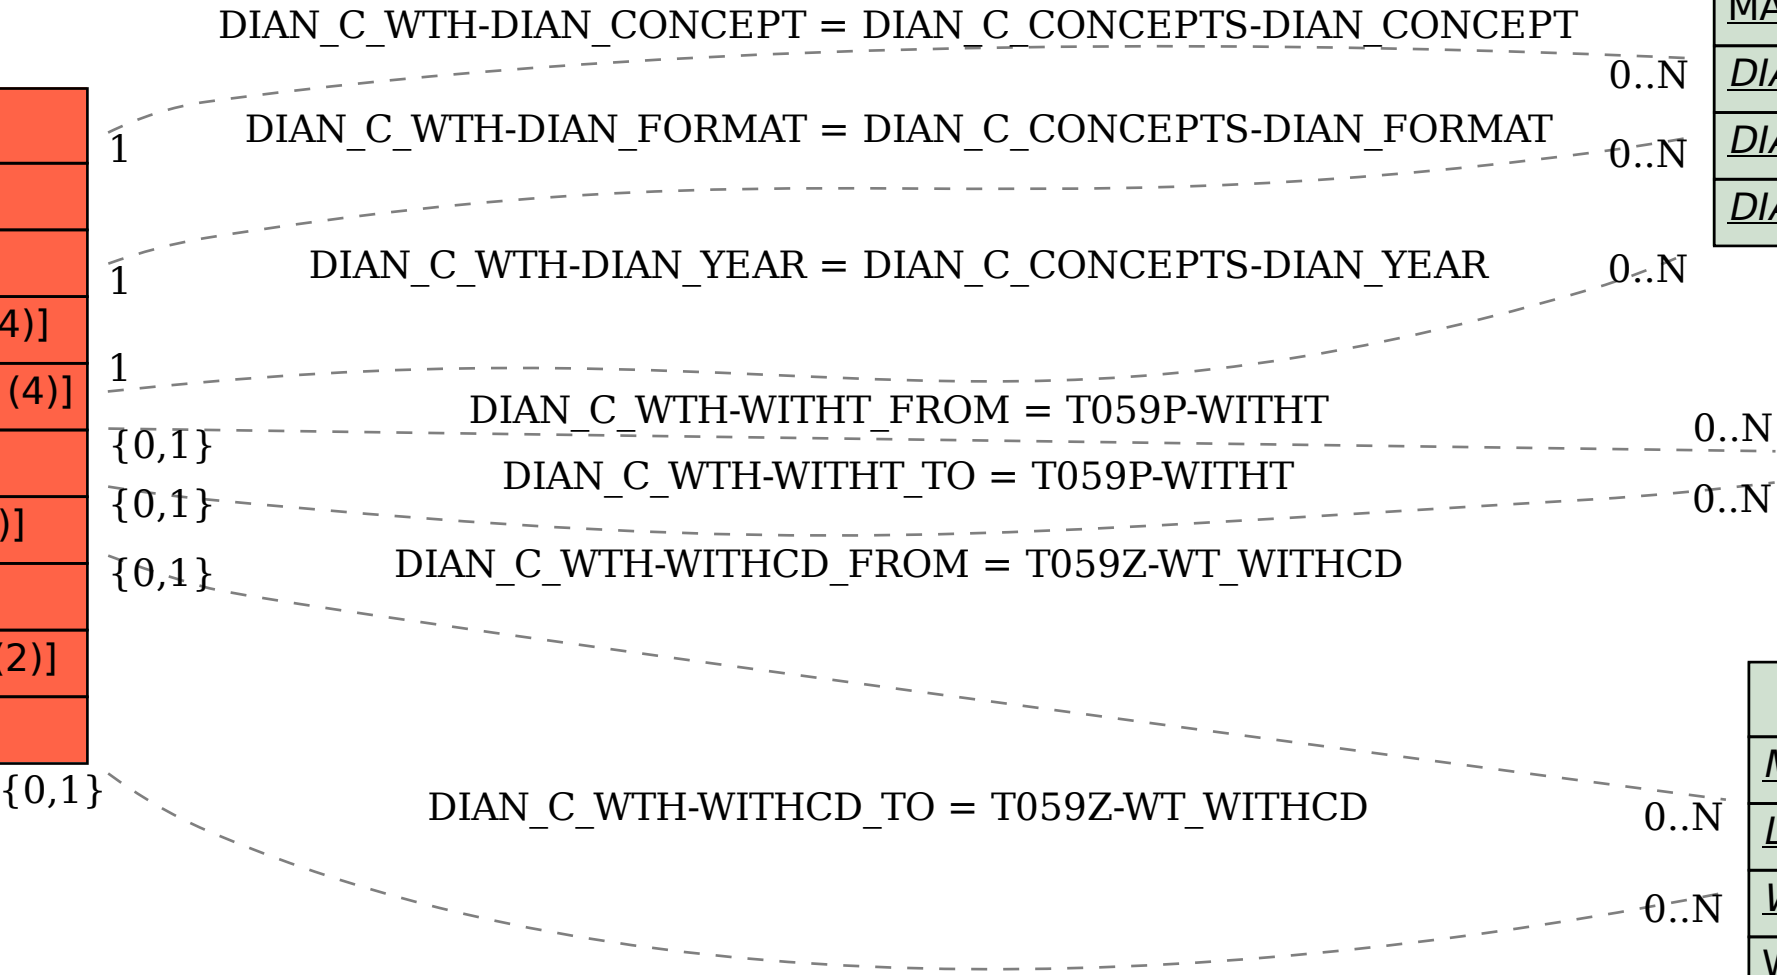 DIAN_C_WTH-DIAN_CONCEPT = DIAN_C_CONCEPTS-DIAN_CONCEPT
0..N
1
DIAN_C_WTH-DIAN_FORMAT = DIAN_C_CONCEPTS-DIAN_FORMAT
0..N
1
DIAN_C_WTH-DIAN_YEAR = DIAN_C_CONCEPTS-DIAN_YEAR
0..N
4)]
1
(4)]
DIAN_C_WTH-WITHT_FROM = T059P-WITHT
0..N
{0,1}
DIAN_C_WTH-WITHT_TO = T059P-WITHT
0..N
{0,1}
)]
DIAN_C_WTH-WITHCD_FROM = T059Z-WT_WITHCD
{0,1}
(2)]
{0,1}
DIAN_C_WTH-WITHCD_TO = T059Z-WT_WITHCD
0..N
0..N